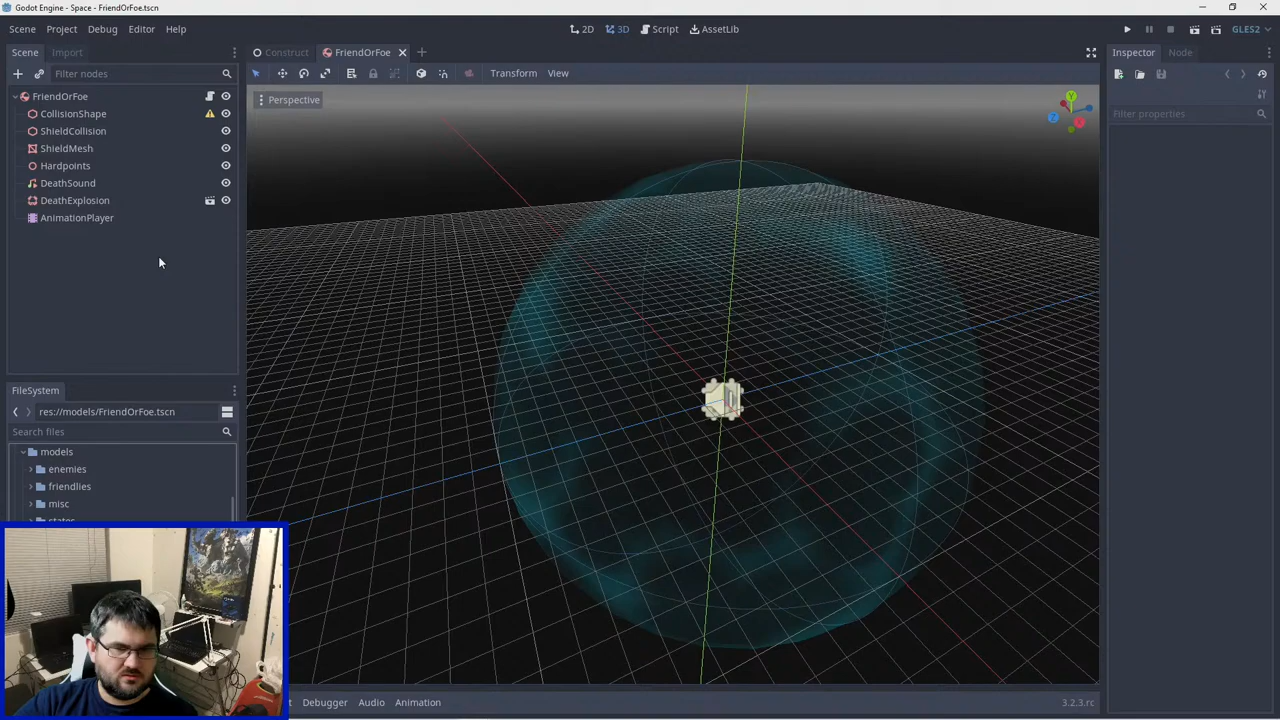 Godot Engine - Space - FriendOrFoe.tscn
Scene Project Debug Editor Help
2D 3D Script AssetLib
GLES2
Scene Import
Construct FriendOrFoe
Inspector Node
Filter nodes
Transform View
FriendOrFoe
Perspective
Filter properties
CollisionShape
ShieldCollision
ShieldMesh
Hardpoints
DeathSound
DeathExplosion
AnimationPlayer
FileSystem
res://models/FriendOrFoe.tscn
Search files
models
enemies
friendlies
misc
Debugger Audio Animation
3.2.3.rc